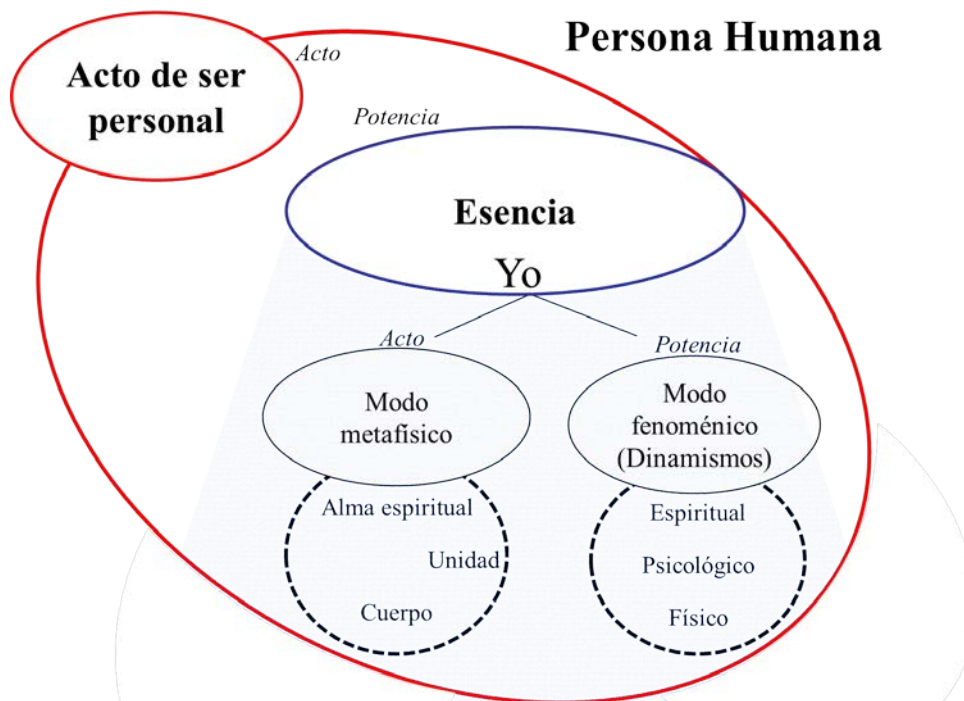 Persona Humana
Acto
Acto de ser
personal
Potencia
Esencia
Yo
Acto
Potencia
Modo
metafísico
Modo
fenoménico
(Dinamismos)
Alma espiritual
Unidad
Cuerpo
Espiritual
Psicológico
Físico